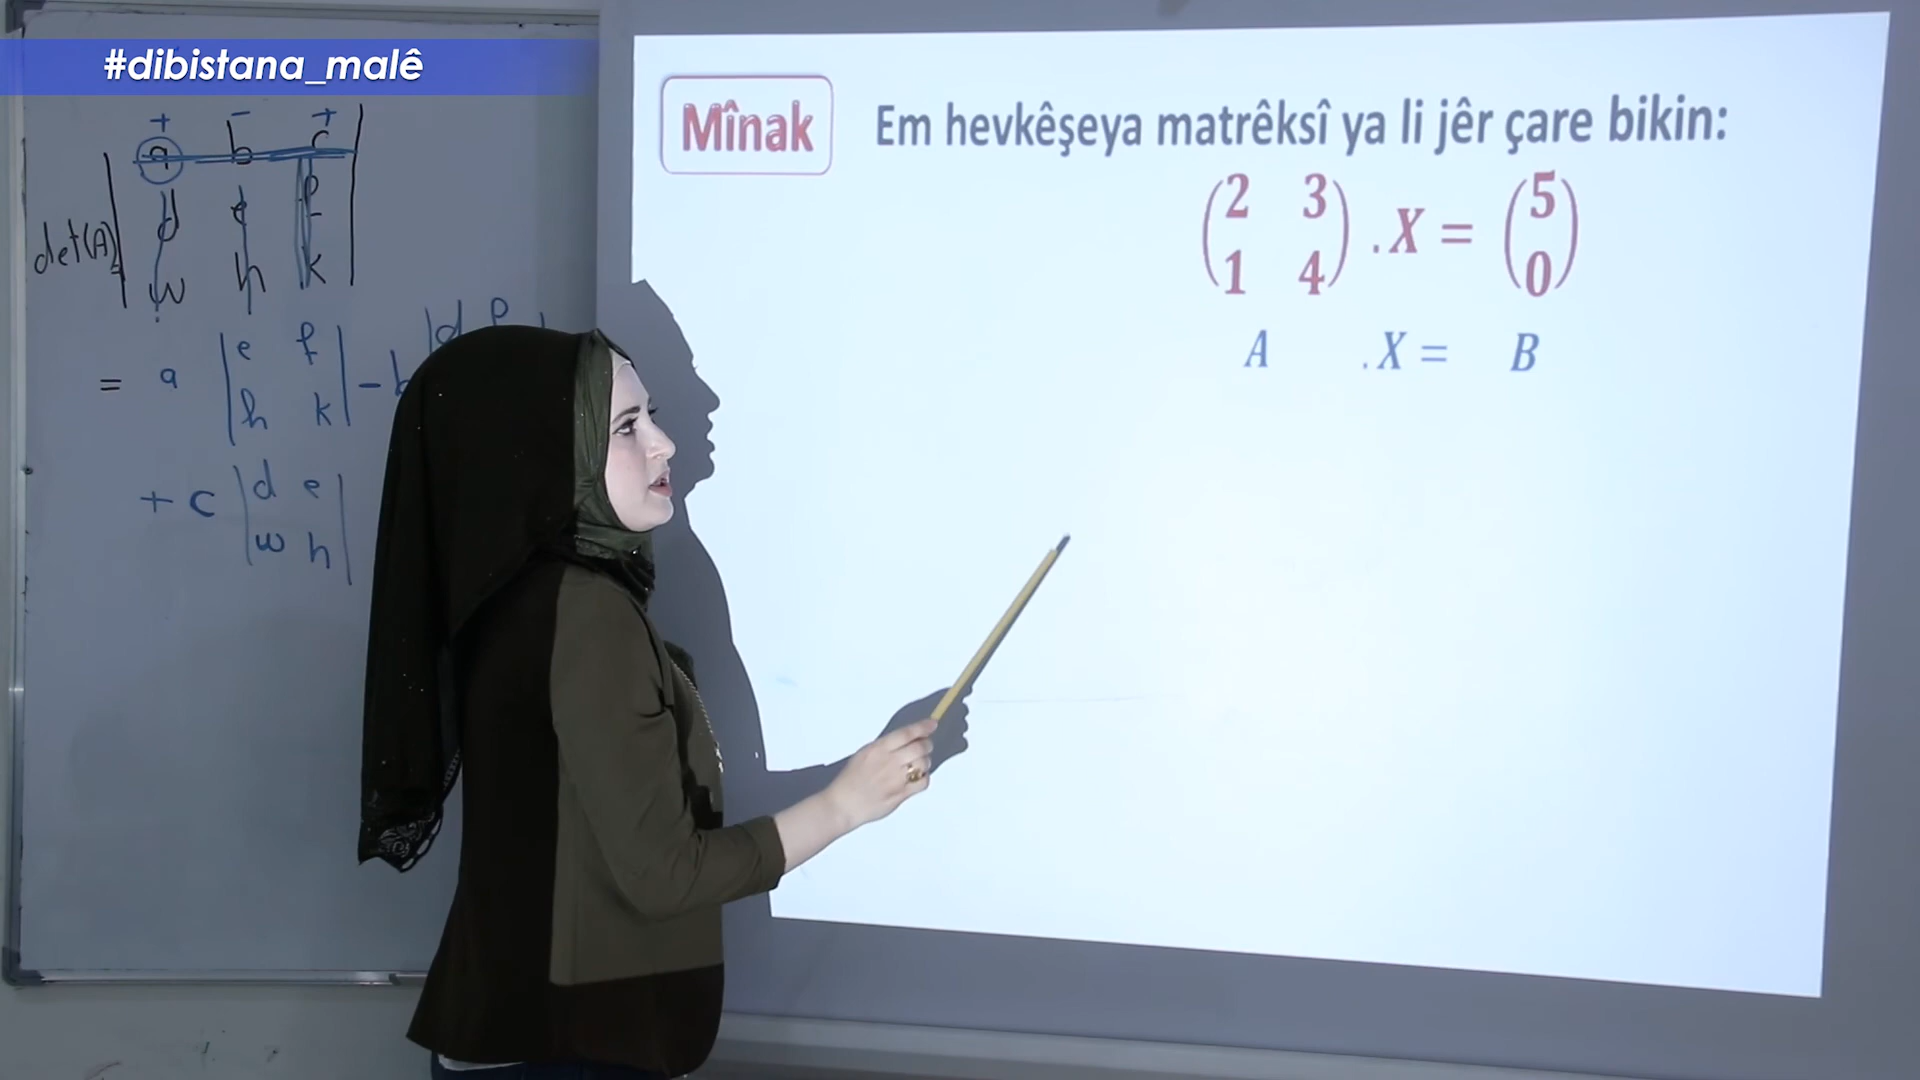 #dibistana_malê
+ - +
a b c
det(A)
d e f
w h k
= a | e f | - b | d
| h k |
+ c | d e |
| w h |
Mînak
Em hevkêşeya matrêksî ya li jêr çare bikin:
2 3
1 4
. X =
5
0
A . X = B